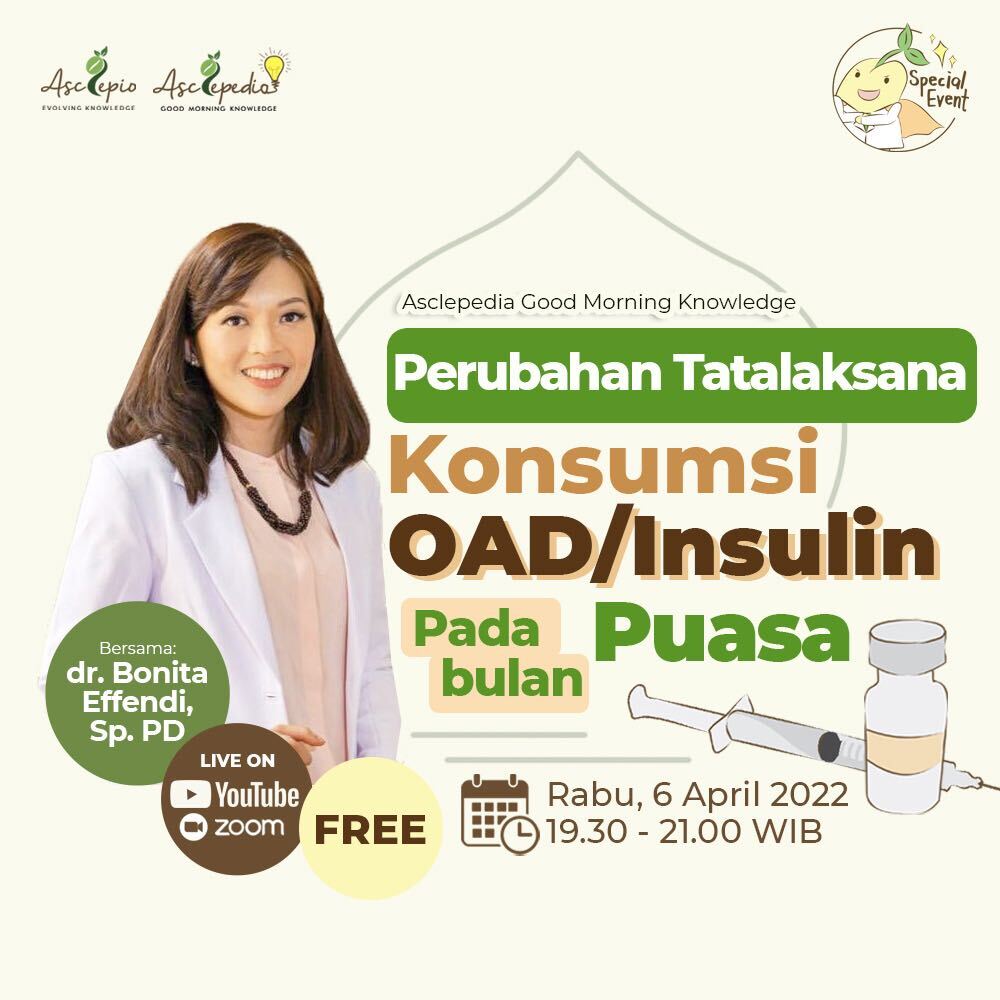 Asclepio
EVOLVING KNOWLEDGE
Asclepedia
GOOD MORNING KNOWLEDGE
Special
Event
Asclepedia Good Morning Knowledge
Perubahan Tatalaksana
Konsumsi
OAD/Insulin
Pada
bulan
Puasa
Bersama:
dr. Bonita
Effendi,
Sp. PD
LIVE ON
YouTube
zoom
FREE
Rabu, 6 April 2022
19.30 - 21.00 WIB